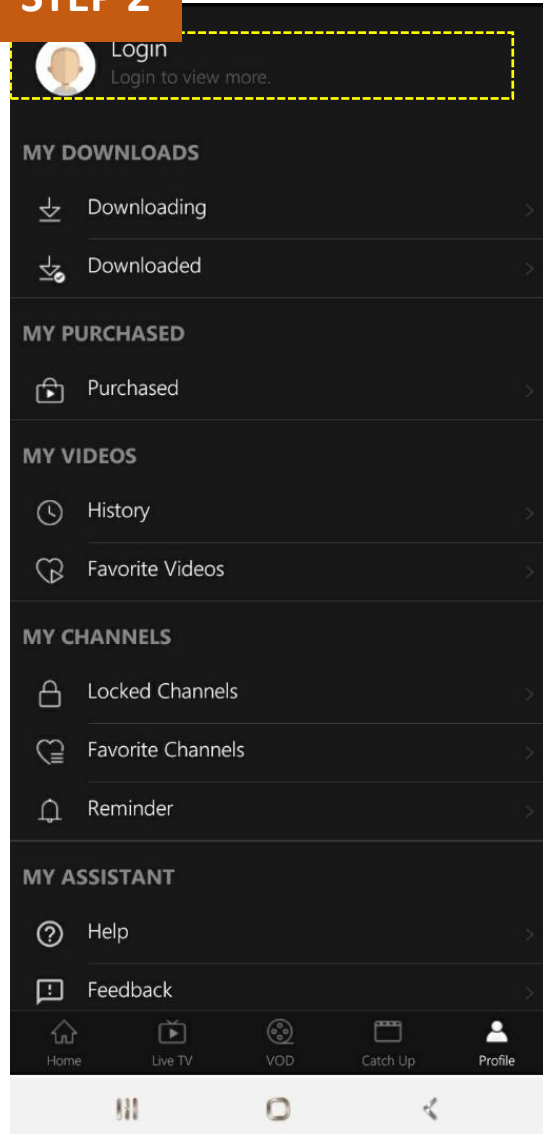 STEP 2
Login
Login to view more.
MY DOWNLOADS
Downloading
Downloaded
MY PURCHASED
Purchased
MY VIDEOS
History
Favorite Videos
MY CHANNELS
Locked Channels
Favorite Channels
Reminder
MY ASSISTANT
Help
Feedback
Home Live TV VOD Catch Up Profile